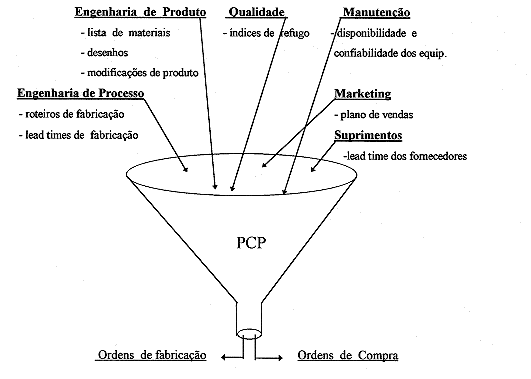 Engenharia de Produto
- lista de materiais
- desenhos
- modificações de produto
Qualidade
- índices de refugo
Manutenção
- disponibilidade e
confiabilidade dos equip.
Engenharia de Processo
- roteiros de fabricação
- lead times de fabricação
Marketing
- plano de vendas
Suprimentos
-lead time dos fornecedores
PCP
Ordens de fabricação
Ordens de Compra